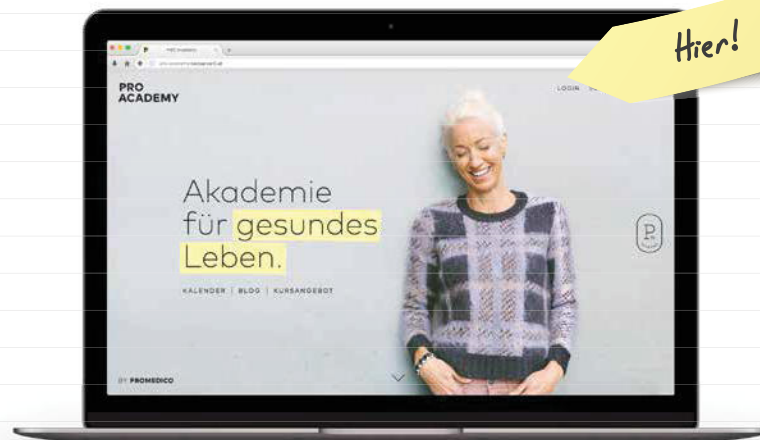 Hier!
PRO
ACADEMY
LOGIN
Akademie
für gesundes
Leben.
KALENDER | BLOG | KURSANGEBOT
P
BY PROMEDICO